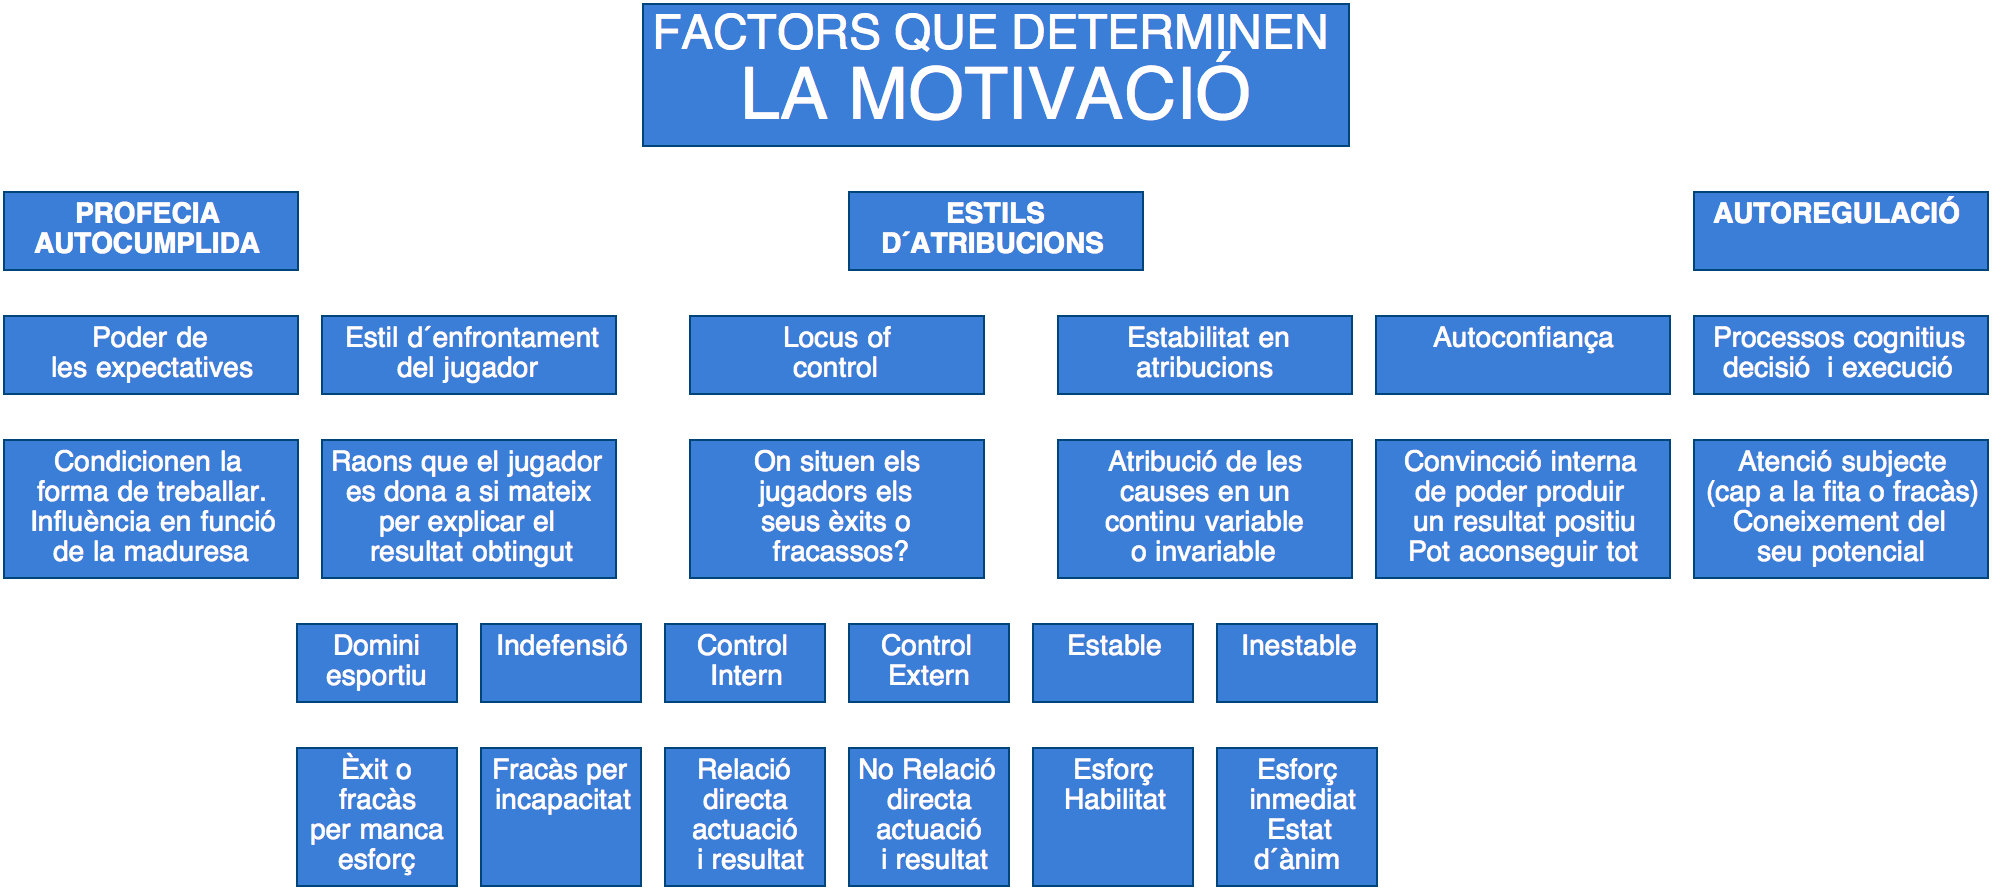 FACTORS QUE DETERMINEN
LA MOTIVACIÓ
PROFECIA
AUTOCUMPLIDA
ESTILS
D´ATRIBUCIONS
AUTOREGULACIÓ
Poder de
les expectatives
Estil d´enfrontament
del jugador
Locus of
control
Estabilitat en
atribucions
Autoconfiança
Processos cognitius
decisió i execució
Condicionen la
forma de treballar.
Influència en funció
de la maduresa
Raons que el jugador
es dona a si mateix
per explicar el
resultat obtingut
On situen els
jugadors els
seus èxits o
fracassos?
Atribució de les
causes en un
continu variable
o invariable
Convincció interna
de poder produir
un resultat positiu
Pot aconseguir tot
Atenció subjecte
(cap a la fita o fracàs)
Coneixement del
seu potencial
Domini
esportiu
Indefensió
Control
Intern
Control
Extern
Estable
Inestable
Èxit o
fracàs
per manca
esforç
Fracàs per
incapacitat
Relació
directa
actuació
i resultat
No Relació
directa
actuació
i resultat
Esforç
Habilitat
Esforç
inmediat
Estat
d´ànim